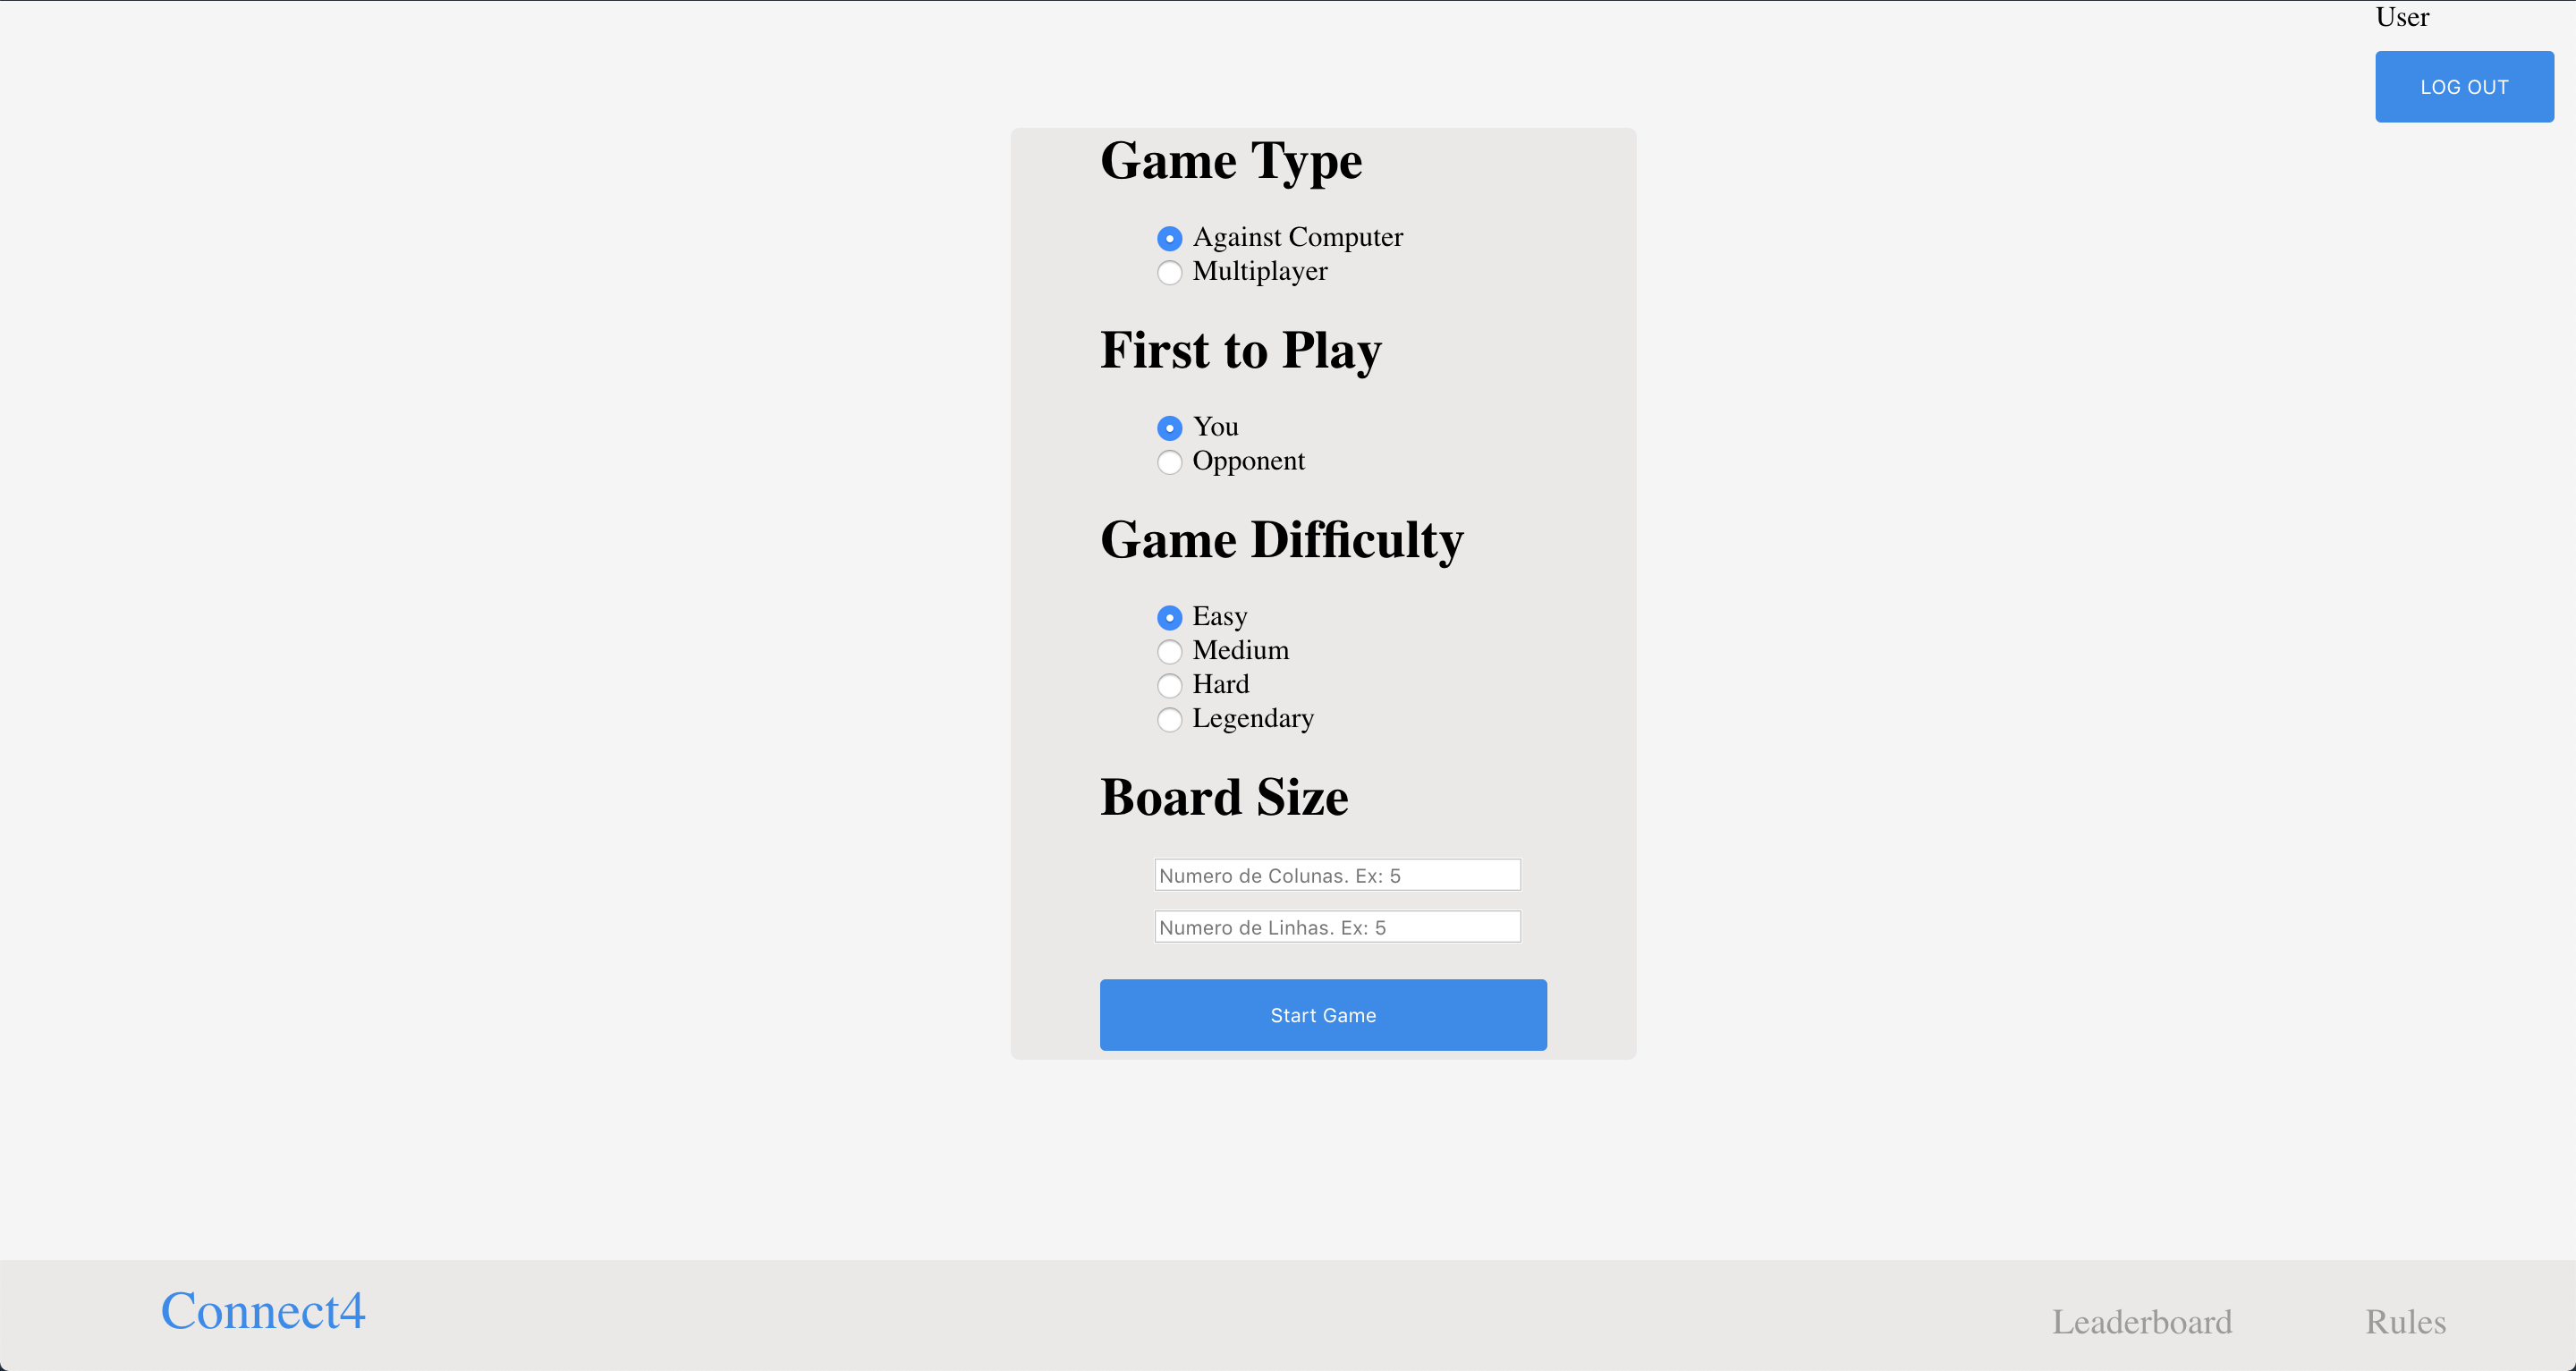 User
LOG OUT
Game Type
Against Computer
Multiplayer
First to Play
You
Opponent
Game Difficulty
Easy
Medium
Hard
Legendary
Board Size
Numero de Colunas. Ex: 5
Numero de Linhas. Ex: 5
Start Game
Connect4
Leaderboard
Rules